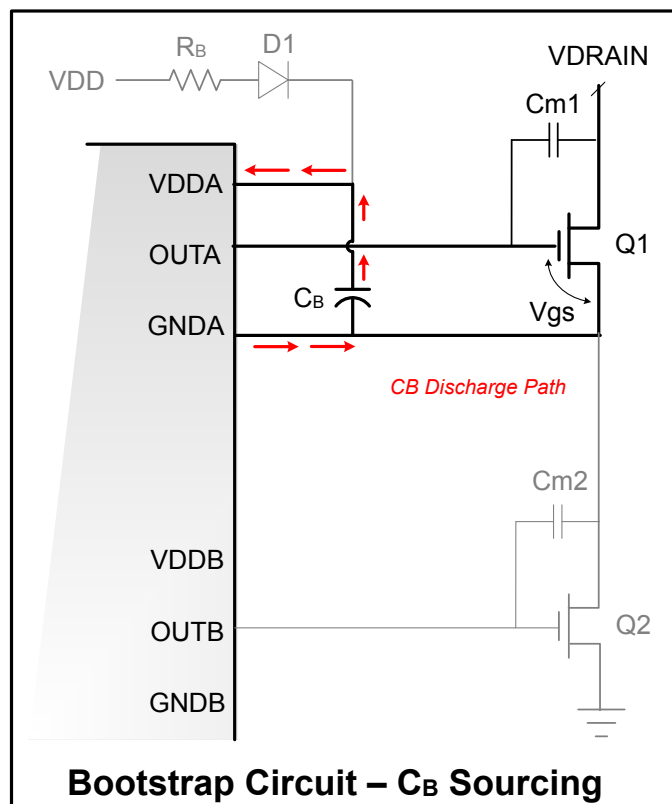 RB
D1
VDD
VDRAIN
Cm1
VDDA
OUTA
Q1
CB
Vgs
GNDA
CB Discharge Path
Cm2
VDDB
OUTB
Q2
GNDB
Bootstrap Circuit – CB Sourcing